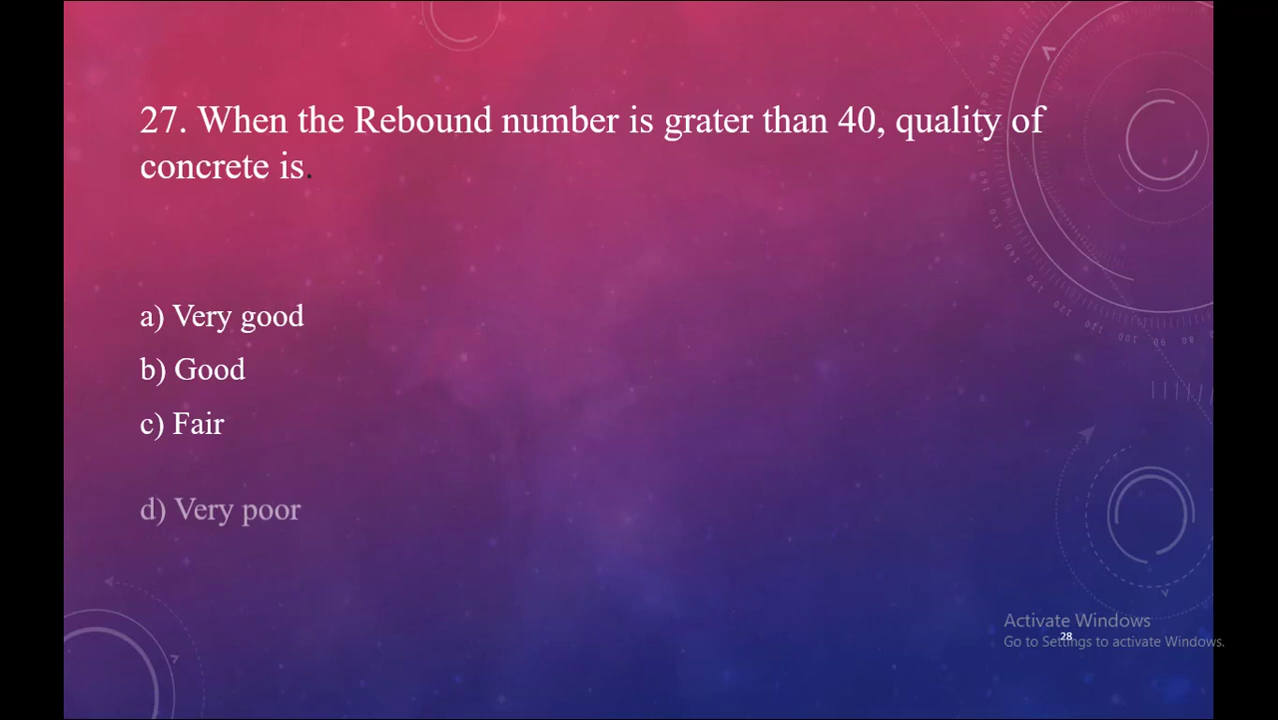 27. When the Rebound number is grater than 40, quality of
concrete is.
a) Very good
b) Good
c) Fair
d) Very poor
Activate Windows
28
Go to Settings to activate Windows.